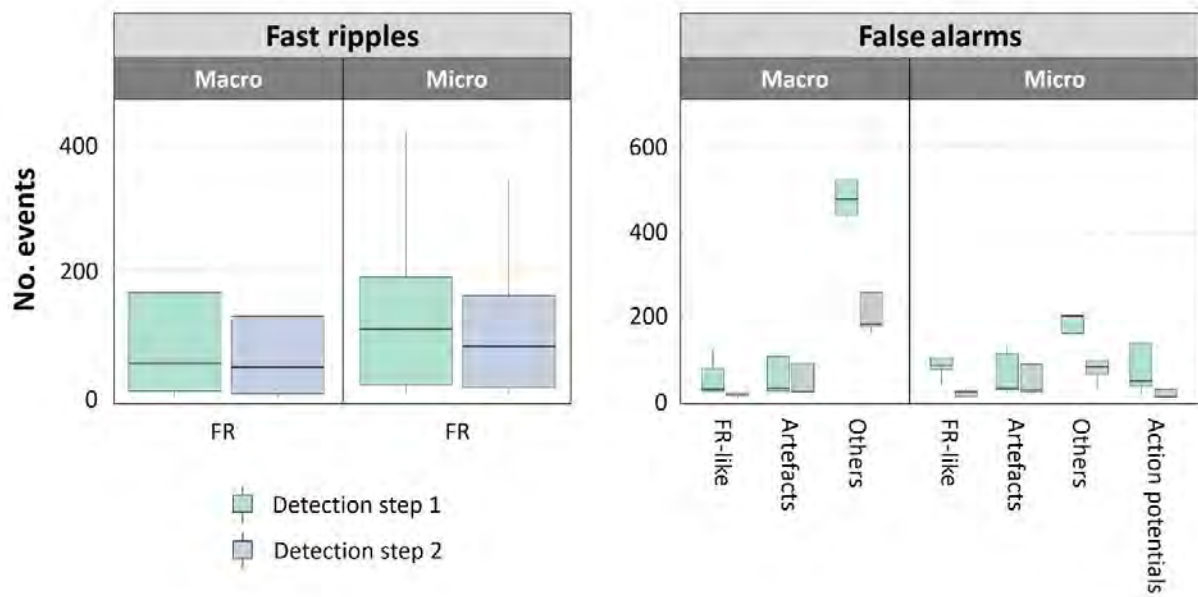 Fast ripples
Macro
Micro
No. events
400
200
0
FR
FR
Detection step 1
Detection step 2
False alarms
Macro
Micro
600
400
200
0
FR-like
Artefacts
Others
FR-like
Artefacts
Others
Action potentials